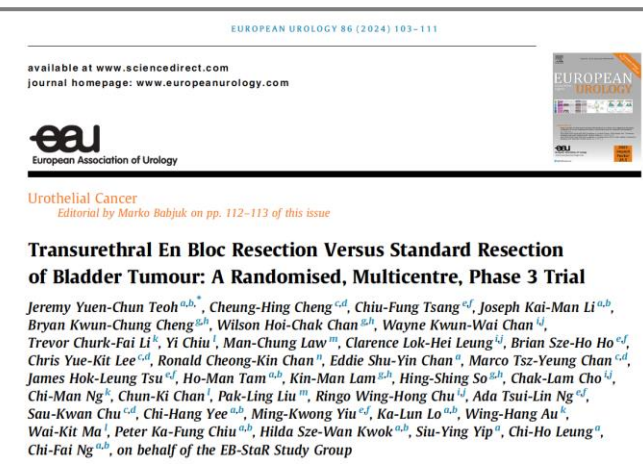 EUROPEAN UROLOGY 86 (2024) 103–111
available at www.sciencedirect.com
journal homepage: www.europeanurology.com
EUROPEAN
UROLOGY
eau
European Association of Urology
Urothelial Cancer
Editorial by Marko Babjuk on pp. 112–113 of this issue
Transurethral En Bloc Resection Versus Standard Resection
of Bladder Tumour: A Randomised, Multicentre, Phase 3 Trial
Jeremy Yuen-Chun Teoh a,b,*, Cheung-Hing Cheng c,d, Chiu-Fung Tsang e,f, Joseph Kai-Man Li a,b,
Bryan Kwun-Chung Cheng g,h, Wilson Hoi-Chak Chan g,h, Wayne Kwun-Wai Chan i,j,
Trevor Churk-Fai Li k, Yi Chiu l, Man-Chung Law m, Clarence Lok-Hei Leung i,j, Brian Sze-Ho Ho e,f,
Chris Yue-Kit Lee c,d, Ronald Cheong-Kin Chan n, Eddie Shu-Yin Chan a, Marco Tsz-Yeung Chan c,d,
James Hok-Leung Tsu e,f, Ho-Man Tam a,b, Kin-Man Lam g,h, Hing-Shing So g,h, Chak-Lam Cho i,j,
Chi-Man Ng k, Chun-Ki Chan l, Pak-Ling Liu m, Ringo Wing-Hong Chu i,j, Ada Tsui-Lin Ng e,f,
Sau-Kwan Chu c,d, Chi-Hang Yee a,b, Ming-Kwong Yiu e,f, Ka-Lun Lo a,b, Wing-Hang Au k,
Wai-Kit Ma l, Peter Ka-Fung Chiu a,b, Hilda Sze-Wan Kwok a,b, Siu-Ying Yip a, Chi-Ho Leung a,
Chi-Fai Ng a,b, on behalf of the EB-StaR Study Group